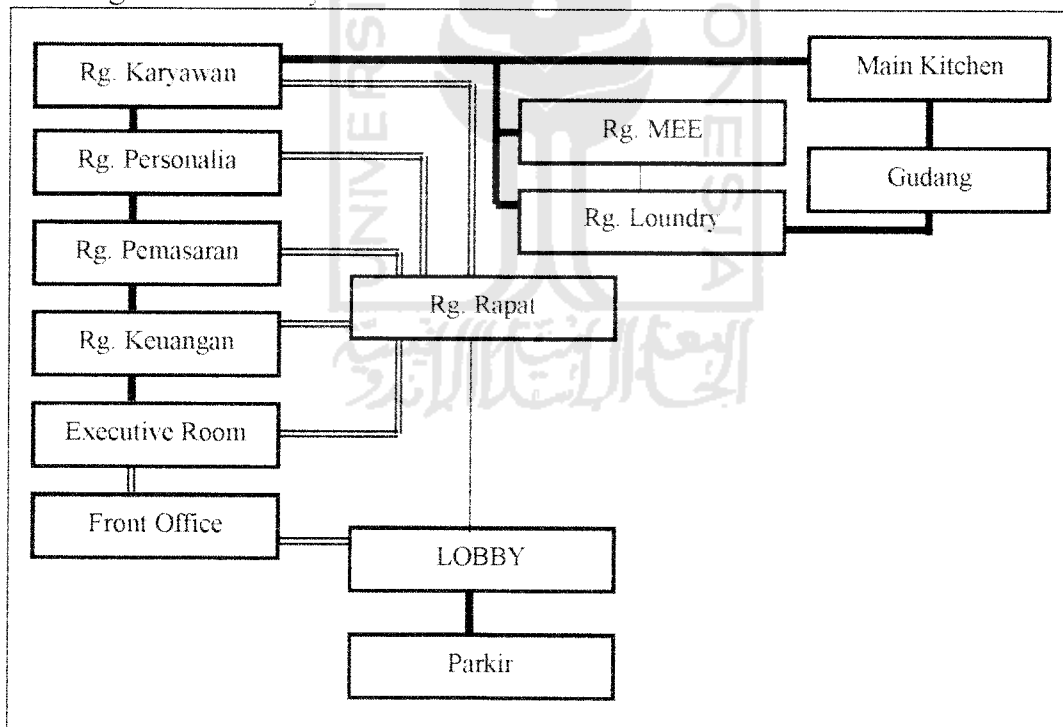 Rg. Karyawan
Main Kitchen
Rg. MEE
Rg. Personalia
Gudang
Rg. Loundry
Rg. Pemasaran
Rg. Rapat
Rg. Keuangan
Executive Room
Front Office
LOBBY
Parkir